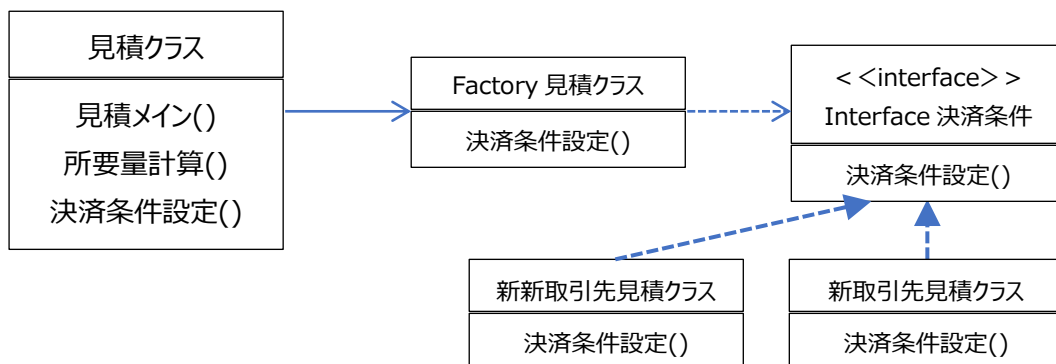 見積クラス
見積メイン()
所要量計算()
決済条件設定()
Factory 見積クラス
決済条件設定()
< <interface> >
Interface 決済条件
決済条件設定()
新新取引先見積クラス
決済条件設定()
新取引先見積クラス
決済条件設定()